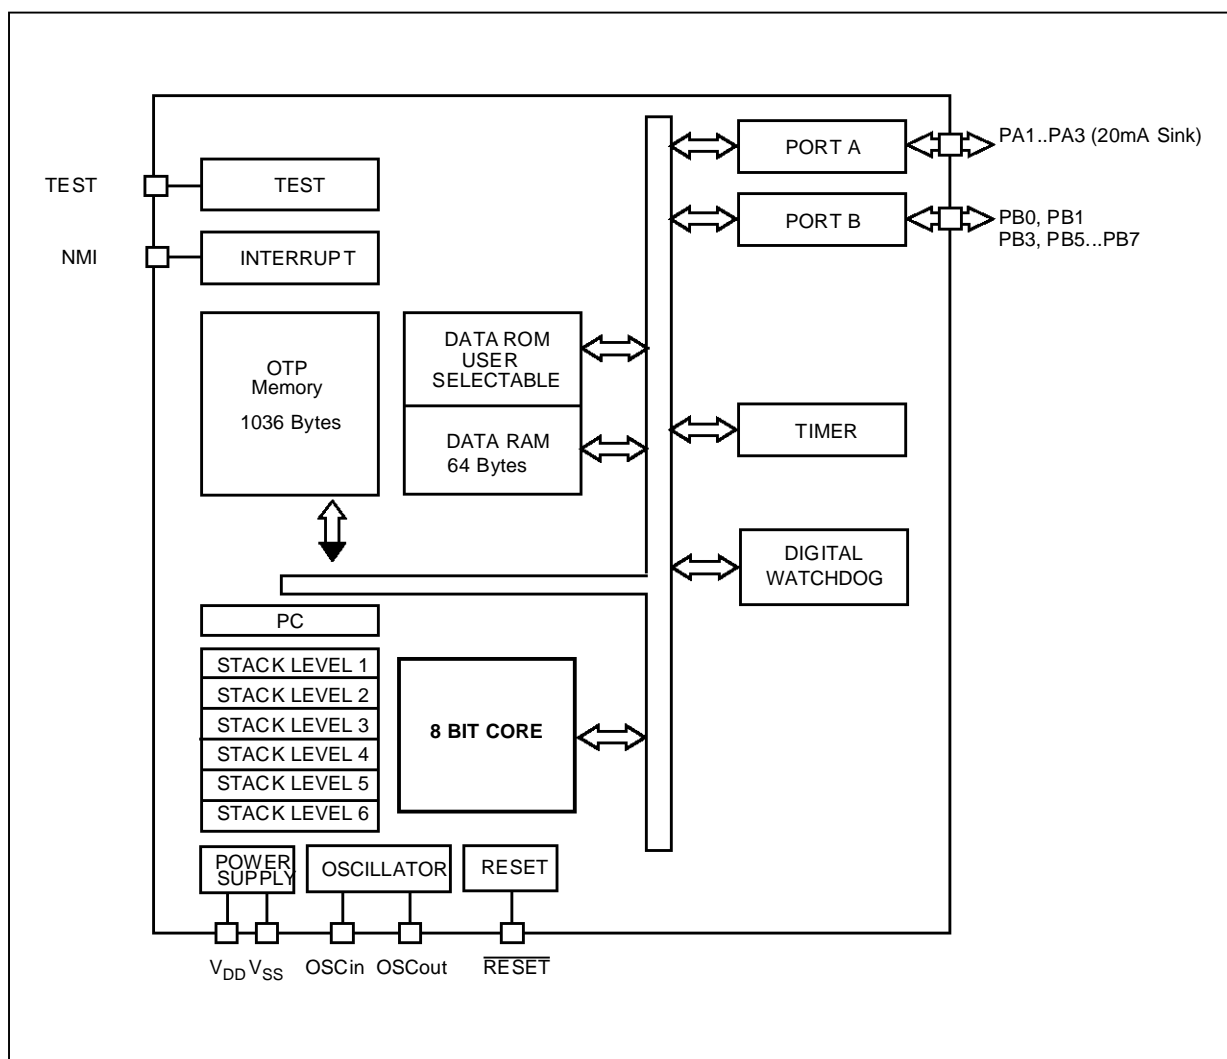 PORT A
PA1..PA3 (20mA Sink)
TEST
TEST
PORT B
PB0, PB1
PB3, PB5...PB7
NMI
INTERRUPT
OTP
Memory
1036 Bytes
DATA ROM
USER
SELECTABLE
DATA RAM
64 Bytes
TIMER
DIGITAL
WATCHDOG
PC
STACK LEVEL 1
STACK LEVEL 2
STACK LEVEL 3
STACK LEVEL 4
STACK LEVEL 5
STACK LEVEL 6
8 BIT CORE
POWER
SUPPLY
OSCILLATOR
RESET
VDD VSS OSCin OSCout RESET